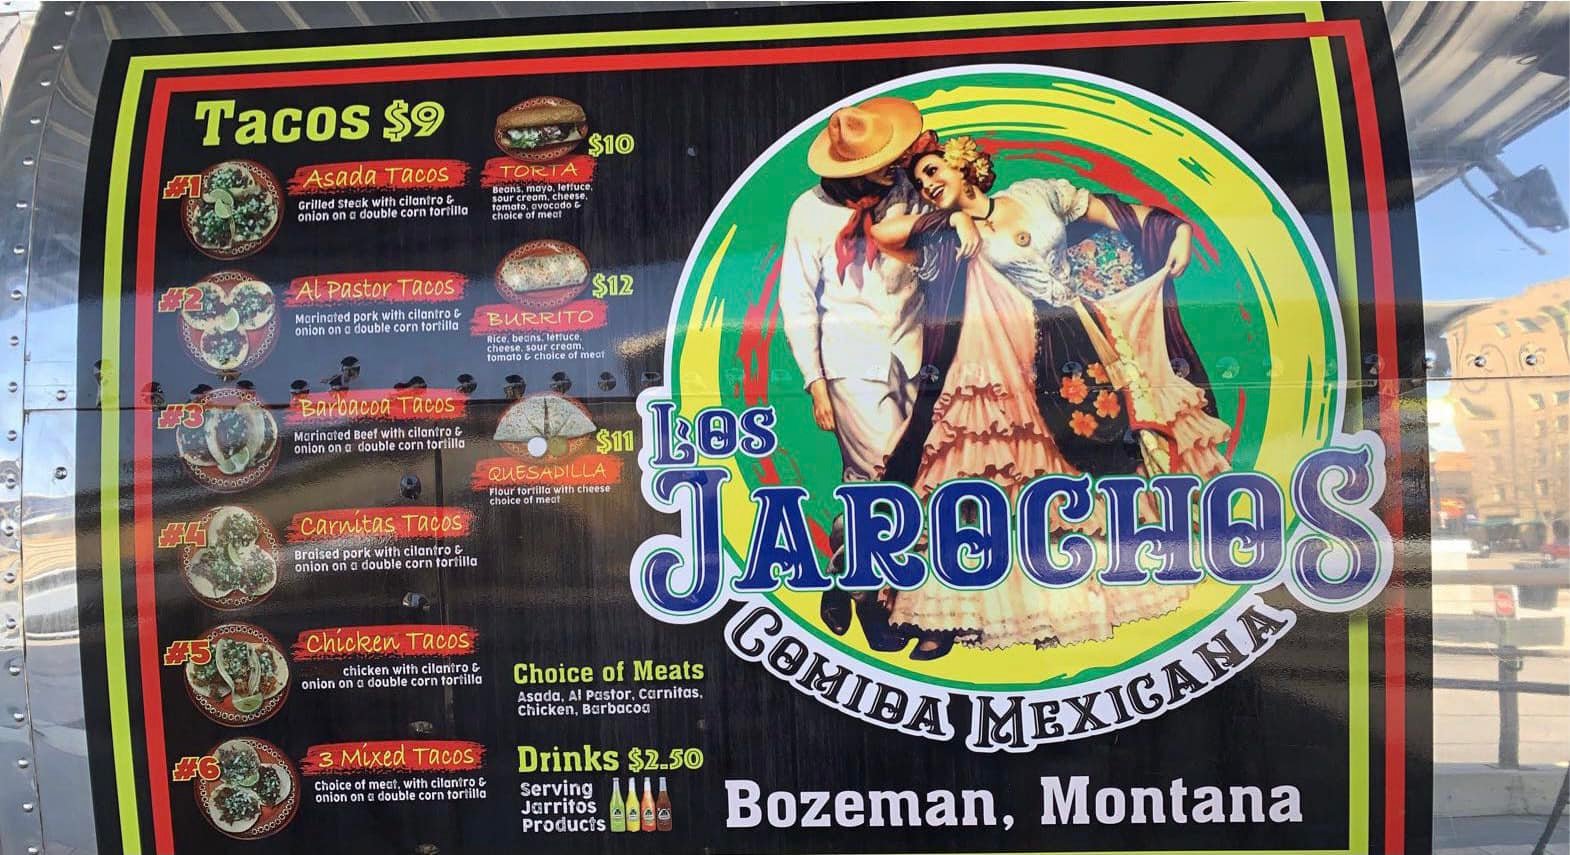 Tacos $9
#1
Asada Tacos
Grilled Steak with cilantro &
onion on a double corn tortilla
#2
Al Pastor Tacos
Marinated pork with cilantro &
onion on a double corn tortilla
#3
Barbacoa Tacos
Marinated Beef with cilantro &
onion on a double corn tortilla
#4
Carnitas Tacos
Braised pork with cilantro &
onion on a double corn tortilla
#5
Chicken Tacos
chicken with cilantro &
onion on a double corn tortilla
#6
3 Mixed Tacos
Choice of meat, with cilantro &
onion on a double corn tortilla
$10
TORTA
Beans, mayo, lettuce,
sour cream, cheese,
tomato, avocado &
choice of meat
$12
BURRITO
Rice, beans, lettuce,
cheese, sour cream,
tomato & choice of meat
$11
QUESADILLA
Flour tortilla with cheese
choice of meat
Choice of Meats
Asada, Al Pastor, Carnitas,
Chicken, Barbacoa
Drinks $2.50
Serving
Jarritos
Products
LOS
JAROCHOS
COMIDA MEXICANA
Bozeman, Montana